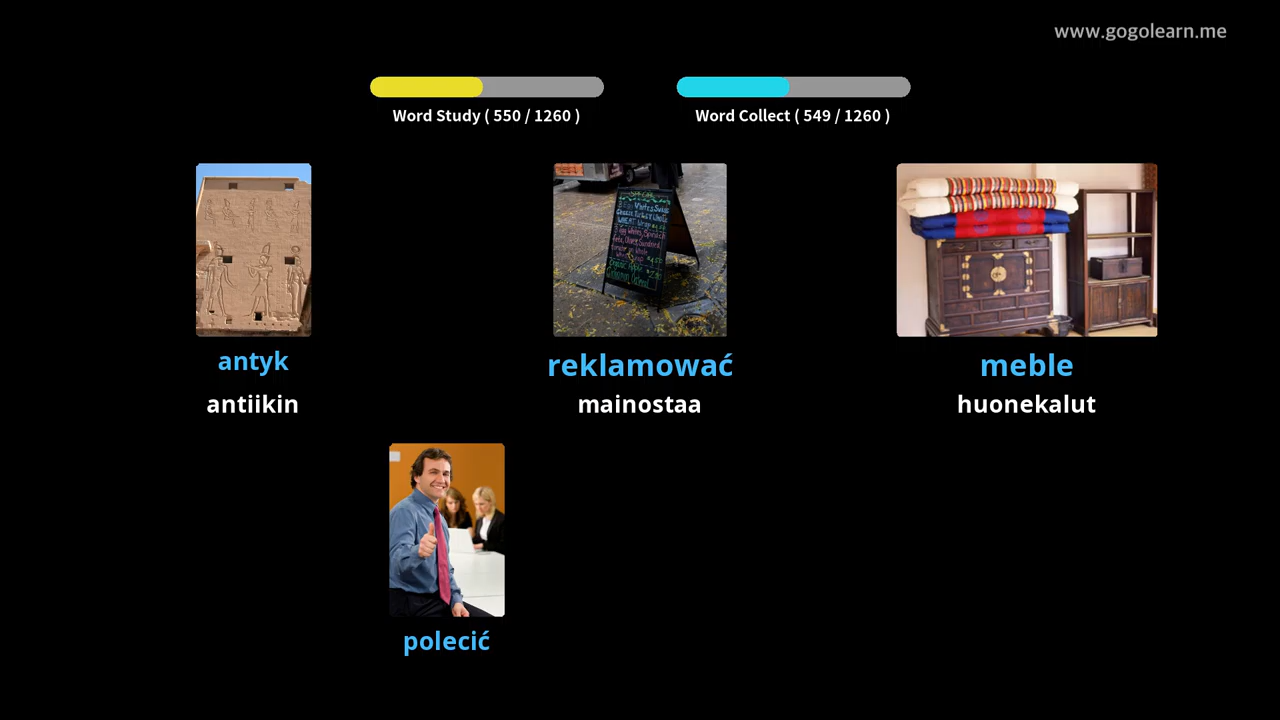 www.gogolearn.me
Word Study ( 550 / 1260 )
Word Collect ( 549 / 1260 )
antyk
reklamować
meble
antiikin
mainostaa
huonekalut
polecić